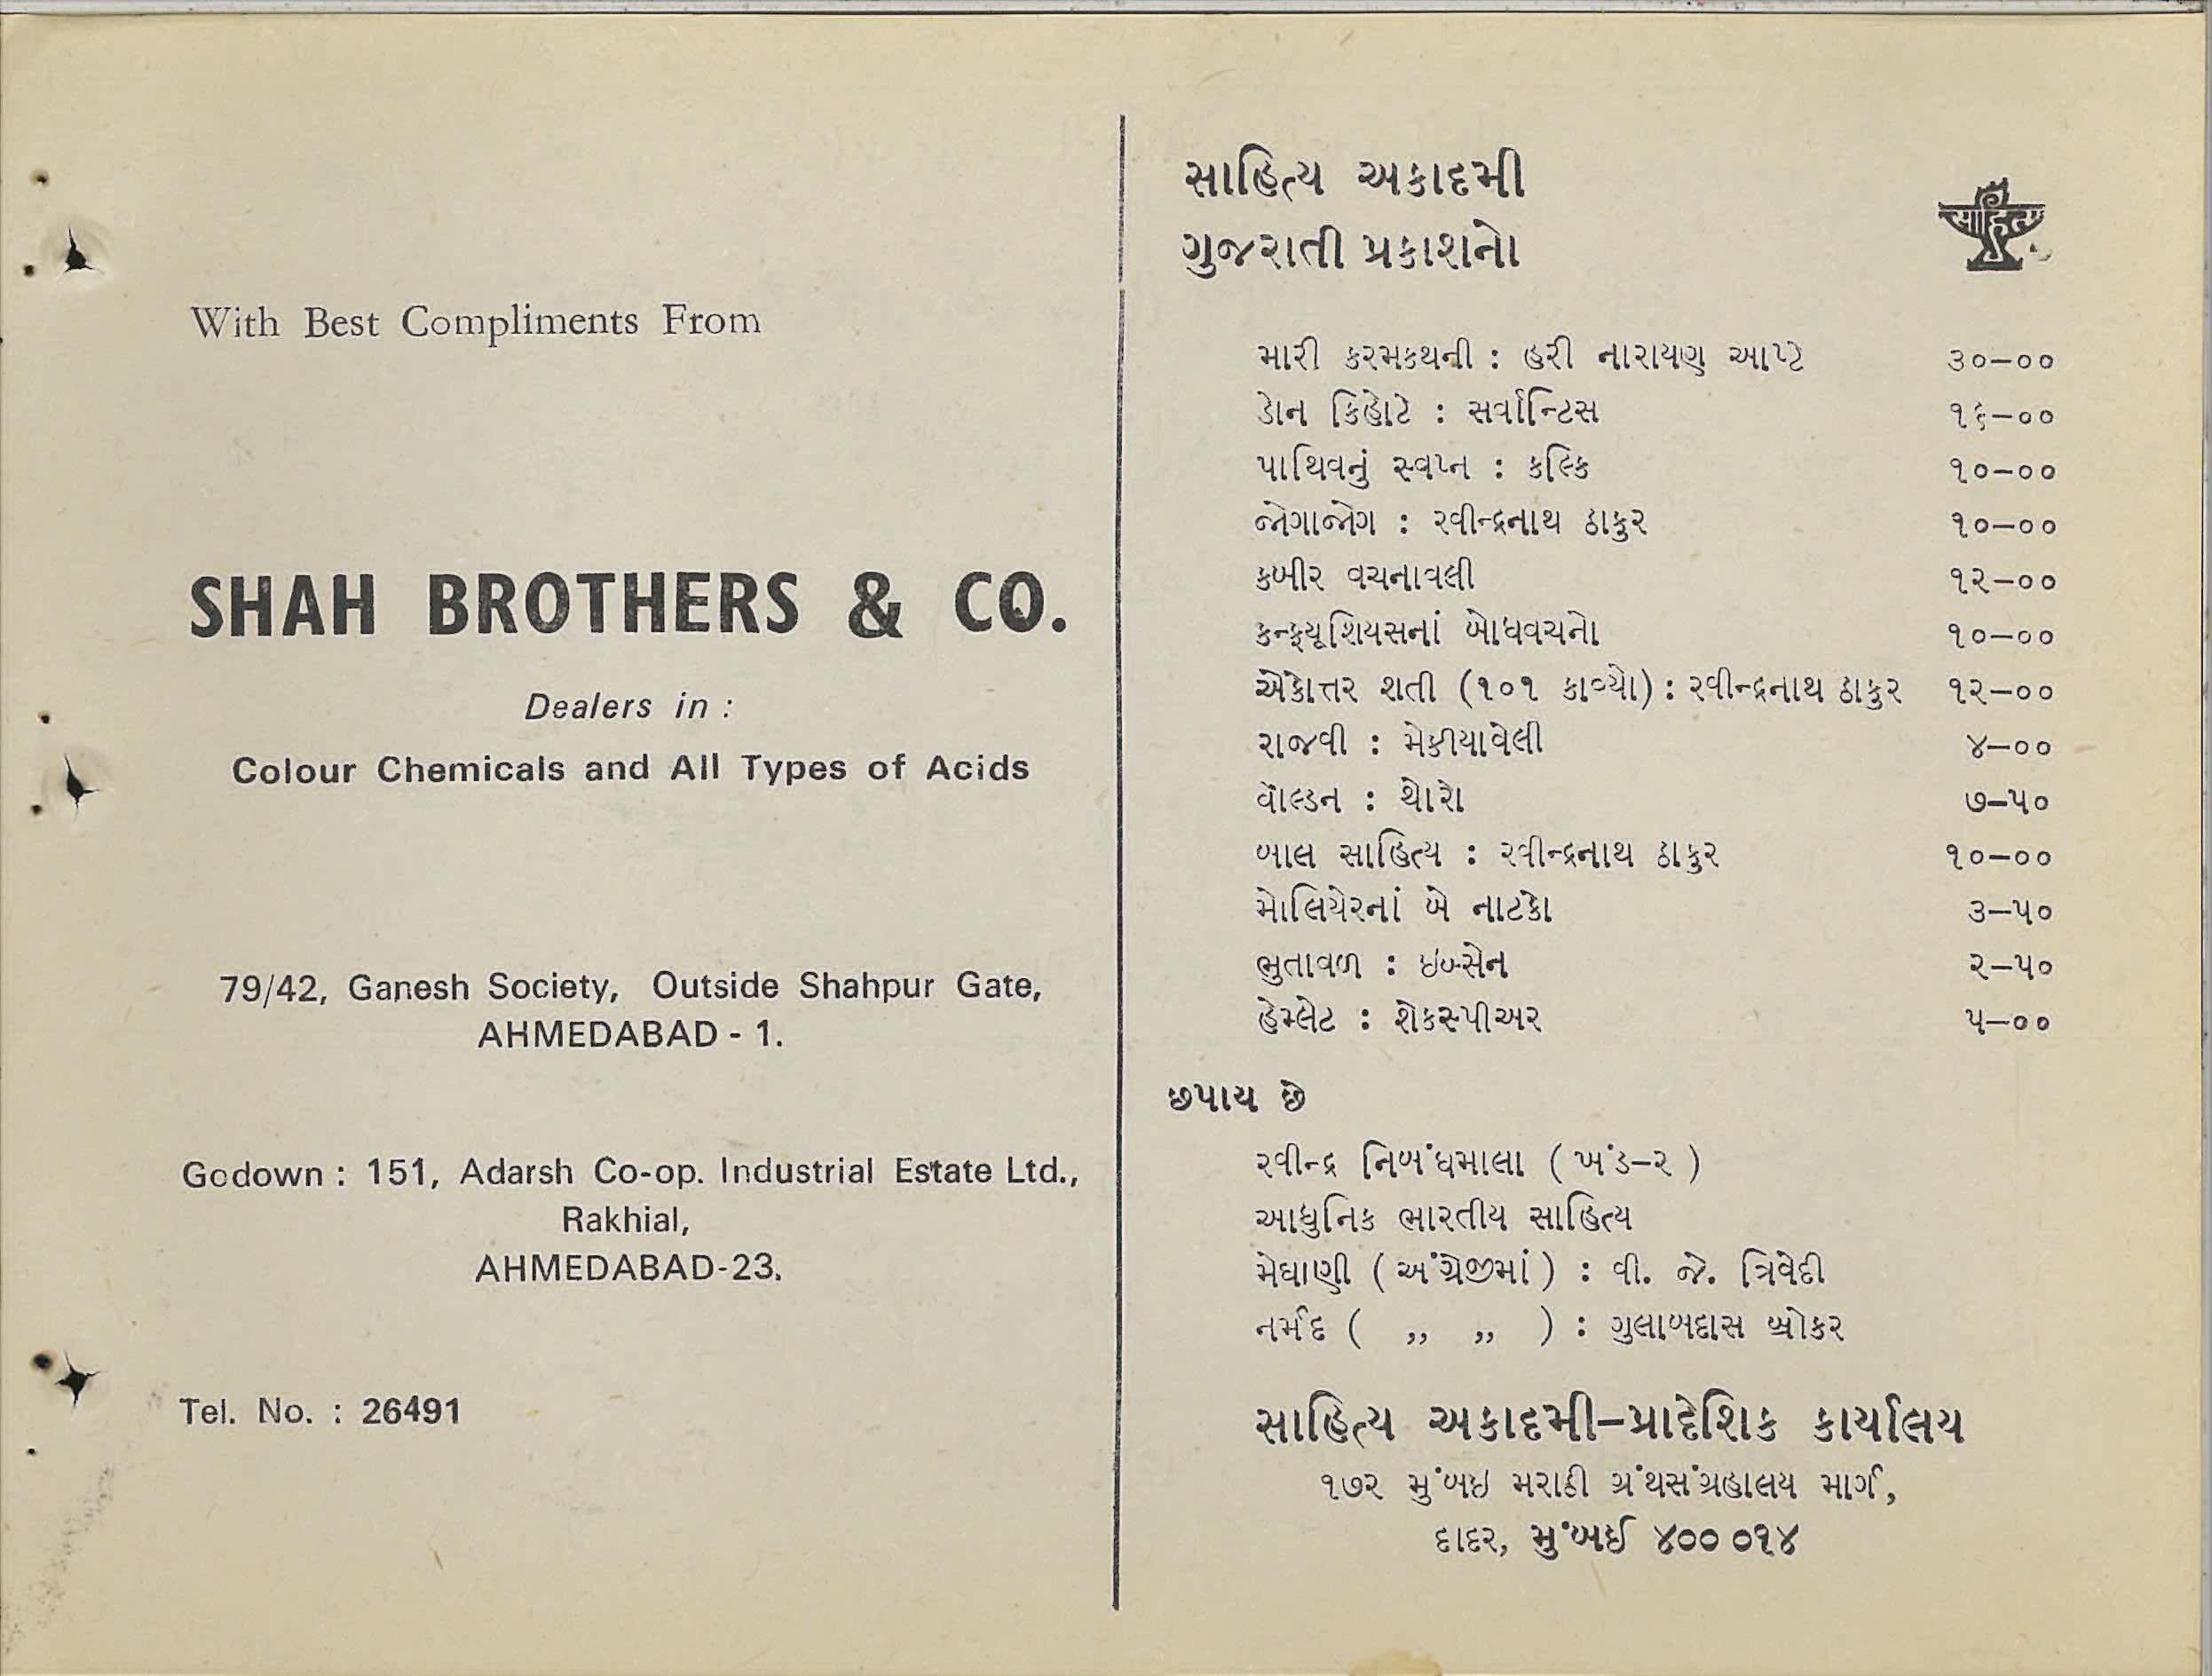 With Best Compliments From
SHAH BROTHERS & CO.
Dealers in :
Colour Chemicals and All Types of Acids
79/42, Ganesh Society, Outside Shahpur Gate,
AHMEDABAD - 1.
Godown : 151, Adarsh Co-op. Industrial Estate Ltd.,
Rakhial,
AHMEDABAD-23.
Tel. No. : 26491
સાહિત્ય અકાદમી
ગુજરાતી પ્રકાશનો
સાહિત્ય
મારી કરમકથની : હરી નારાયણ આપ્ટે ૩૦–૦૦
ડોન કિહોટે : સર્વાન્ટિસ ૧૬–૦૦
પાથિવનું સ્વપ્ન : કલ્કિ ૧૦–૦૦
જોગાજોગ : રવીન્દ્રનાથ ઠાકુર ૧૦–૦૦
કબીર વચનાવલી ૧૨–૦૦
કન્ફ્યૂશિયસનાં બોધવચનો ૧૦–૦૦
એકોત્તર શતી (૧૦૧ કાવ્યો) : રવીન્દ્રનાથ ઠાકુર ૧૨–૦૦
રાજવી : મેકીયાવેલી ૪–૦૦
વૉલ્ડન : થોરો ૭–૫૦
બાલ સાહિત્ય : રવીન્દ્રનાથ ઠાકુર ૧૦–૦૦
મોલિયેરનાં બે નાટકો ૩–૫૦
ભુતાવળ : ઇબ્સેન ૨–૫૦
હેમ્લેટ : શેકસ્પીઅર ૫–૦૦
છપાય છે
રવીન્દ્ર નિબંધમાલા ( ખંડ–૨ )
આધુનિક ભારતીય સાહિત્ય
મેઘાણી ( અંગ્રેજીમાં ) : વી. જે. ત્રિવેદી
નર્મદ ( ,, ,, ) : ગુલાબદાસ બ્રોકર
સાહિત્ય અકાદમી–પ્રાદેશિક કાર્યાલય
૧૭૨ મુંબઇ મરાઠી ગ્રંથસંગ્રહાલય માર્ગ,
દાદર, મુંબઈ ૪૦૦ ૦૧૪